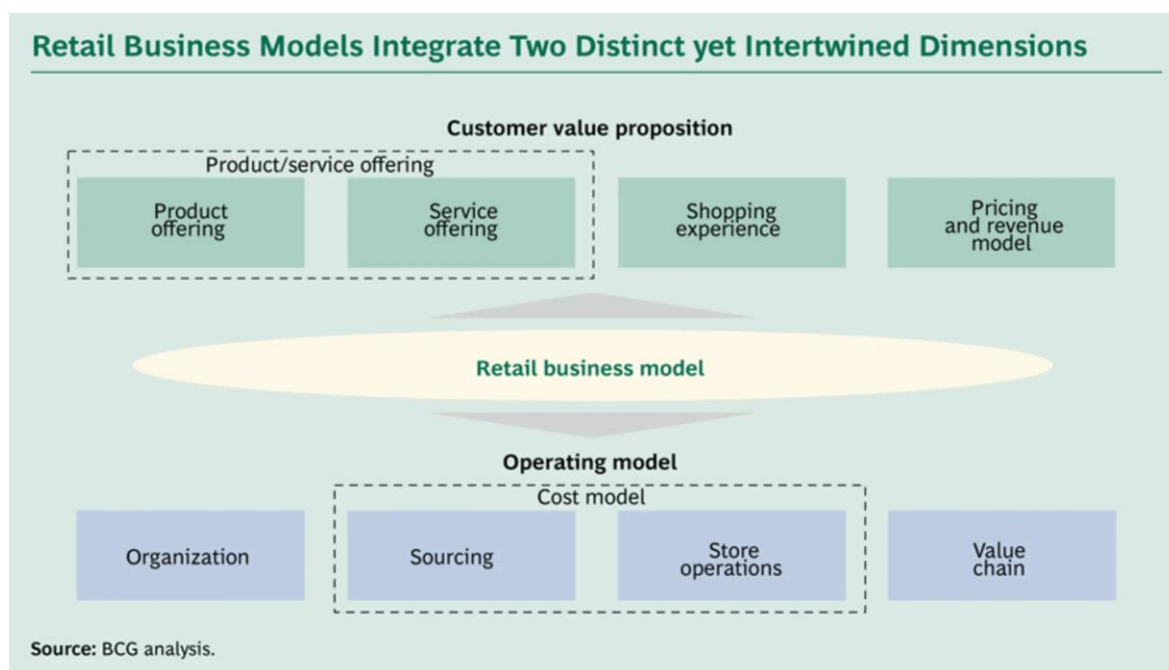 Retail Business Models Integrate Two Distinct yet Intertwined Dimensions
Customer value proposition
Product/service offering
Product
offering
Service
offering
Shopping
experience
Pricing
and revenue
model
Retail business model
Operating model
Cost model
Organization
Sourcing
Store
operations
Value
chain
Source: BCG analysis.